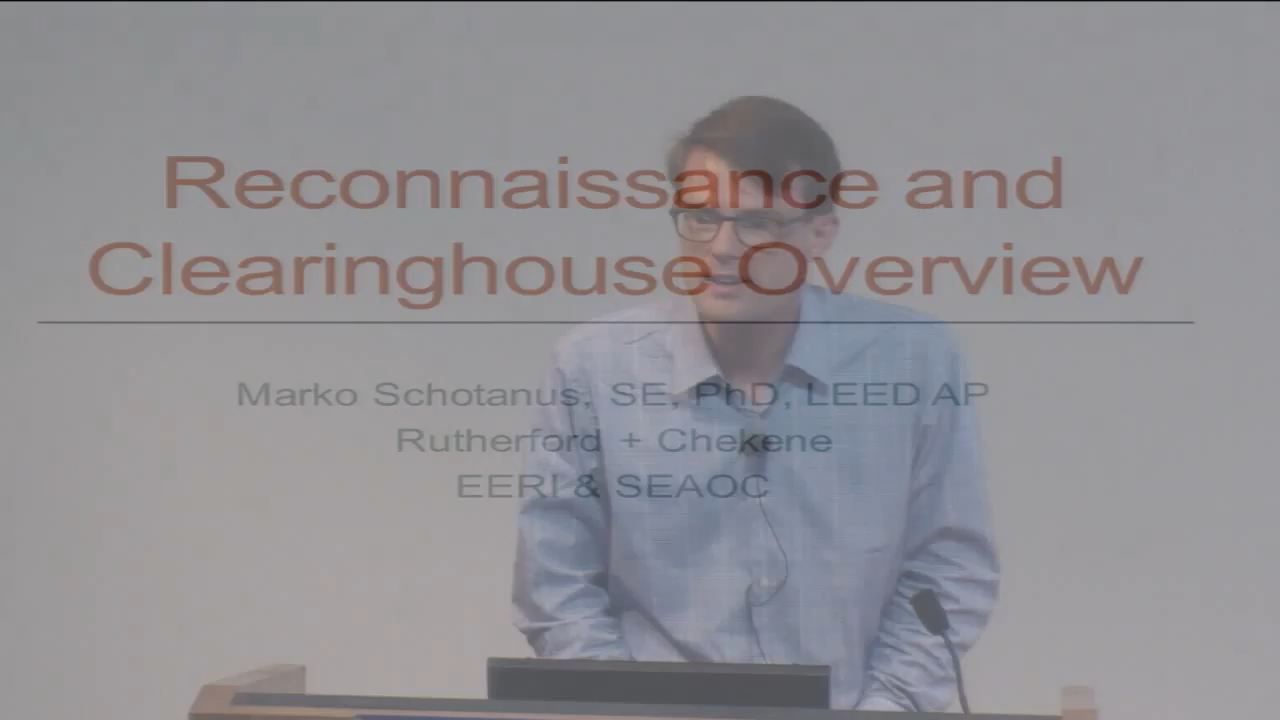 Reconnaissance and
Clearinghouse Overview
Marko Schotanus, SE, PhD, LEED AP
Rutherford + Chekene
EERI & SEAOC